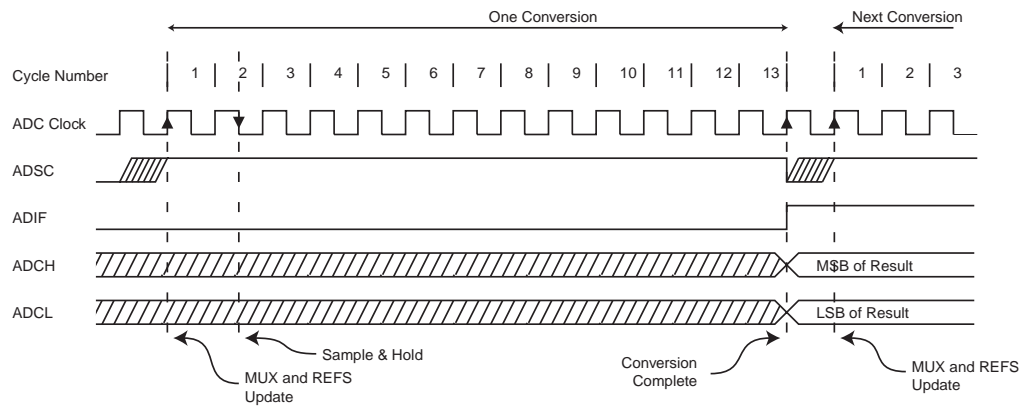 One Conversion
Next Conversion
Cycle Number
1 2 3 4 5 6 7 8 9 10 11 12 13 1 2 3
ADC Clock
ADSC
ADIF
ADCH
MSB of Result
ADCL
LSB of Result
Sample & Hold
MUX and REFS
Update
Conversion
Complete
MUX and REFS
Update